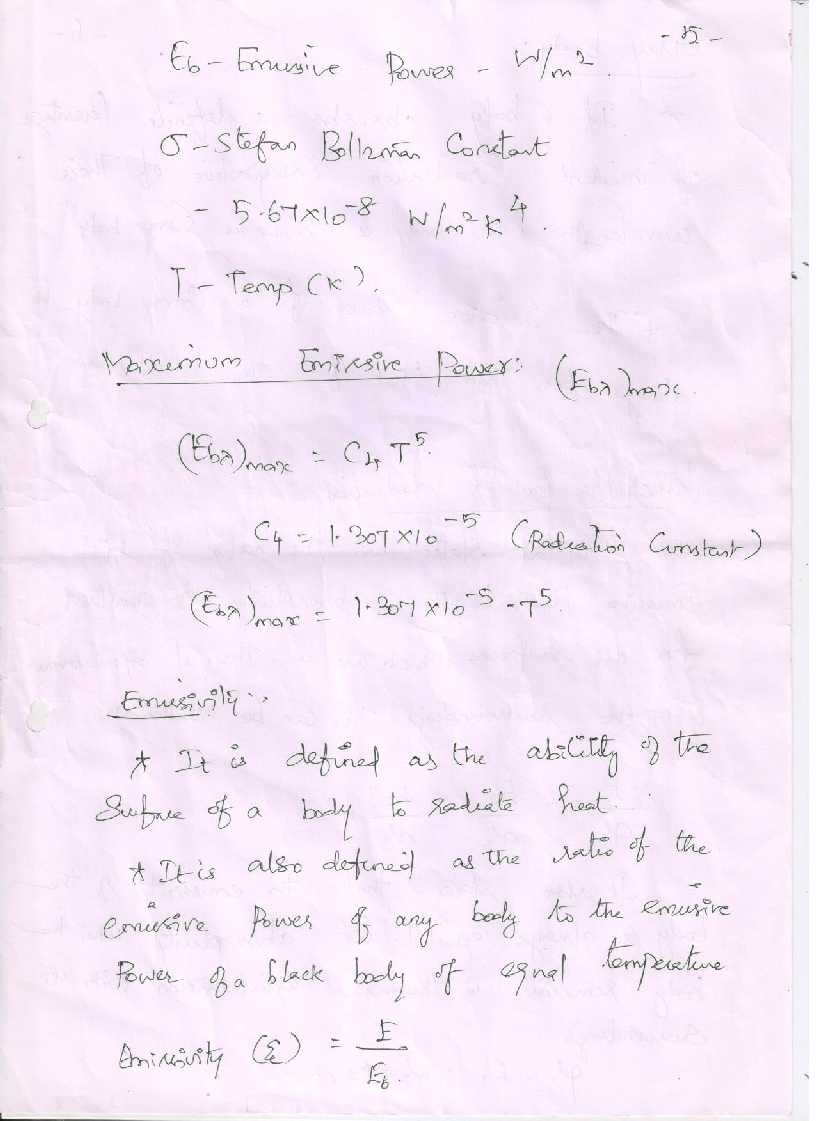 - 15 -
Eb - Emissive Power - W/m².
σ - Stefan Boltzman Constant
- 5.67×10⁻⁸ W/m²K⁴.
T - Temp (K).
Maximum Emissive Power: (Ebλ)max.
(Ebλ)max = C₄ T⁵.
C₄ = 1.307 ×10⁻⁵ (Radiation Constant)
(Ebλ)max = 1.307 ×10⁻⁵ - T⁵.
Emissivity:
* It is defined as the ability of the
Surface of a body to radiate heat.
* It is also defined as the ratio of the
emissive Power of any body to the emissive
Power of a black body of equal temperature
Emissivity (ε) = E / Eb.